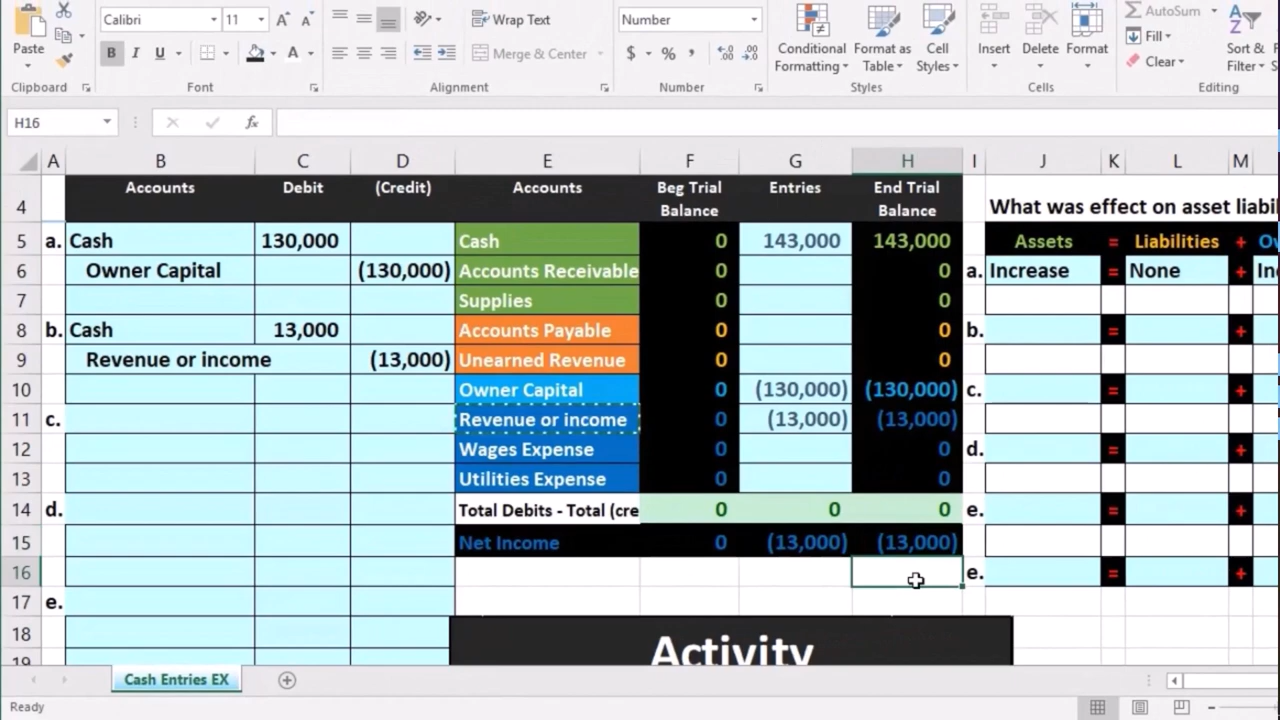 Calibri 11 Wrap Text Number AutoSum
Paste B I U Merge & Center $ % , Conditional Formatting Format as Table Cell Styles Insert Delete Format Fill Clear Sort & Filter
Clipboard Font Alignment Number Styles Cells Editing
H16 fx
A B C D E F G H I J K L M
4 Accounts Debit (Credit) Accounts Beg Trial Balance Entries End Trial Balance What was effect on asset liabil
5 a. Cash 130,000 Cash 0 143,000 143,000 Assets = Liabilities + Ow
6 Owner Capital (130,000) Accounts Receivable 0 0 a. Increase = None + Inc
7 Supplies 0 0
8 b. Cash 13,000 Accounts Payable 0 0 b. = +
9 Revenue or income (13,000) Unearned Revenue 0 0
10 Owner Capital 0 (130,000) (130,000) c. = +
11 c. Revenue or income 0 (13,000) (13,000)
12 Wages Expense 0 0 d. = +
13 Utilities Expense 0 0
14 d. Total Debits - Total (cre 0 0 0 e. = +
15 Net Income 0 (13,000) (13,000)
16 e. = +
17 e.
18 Activity
19
Cash Entries EX
Ready